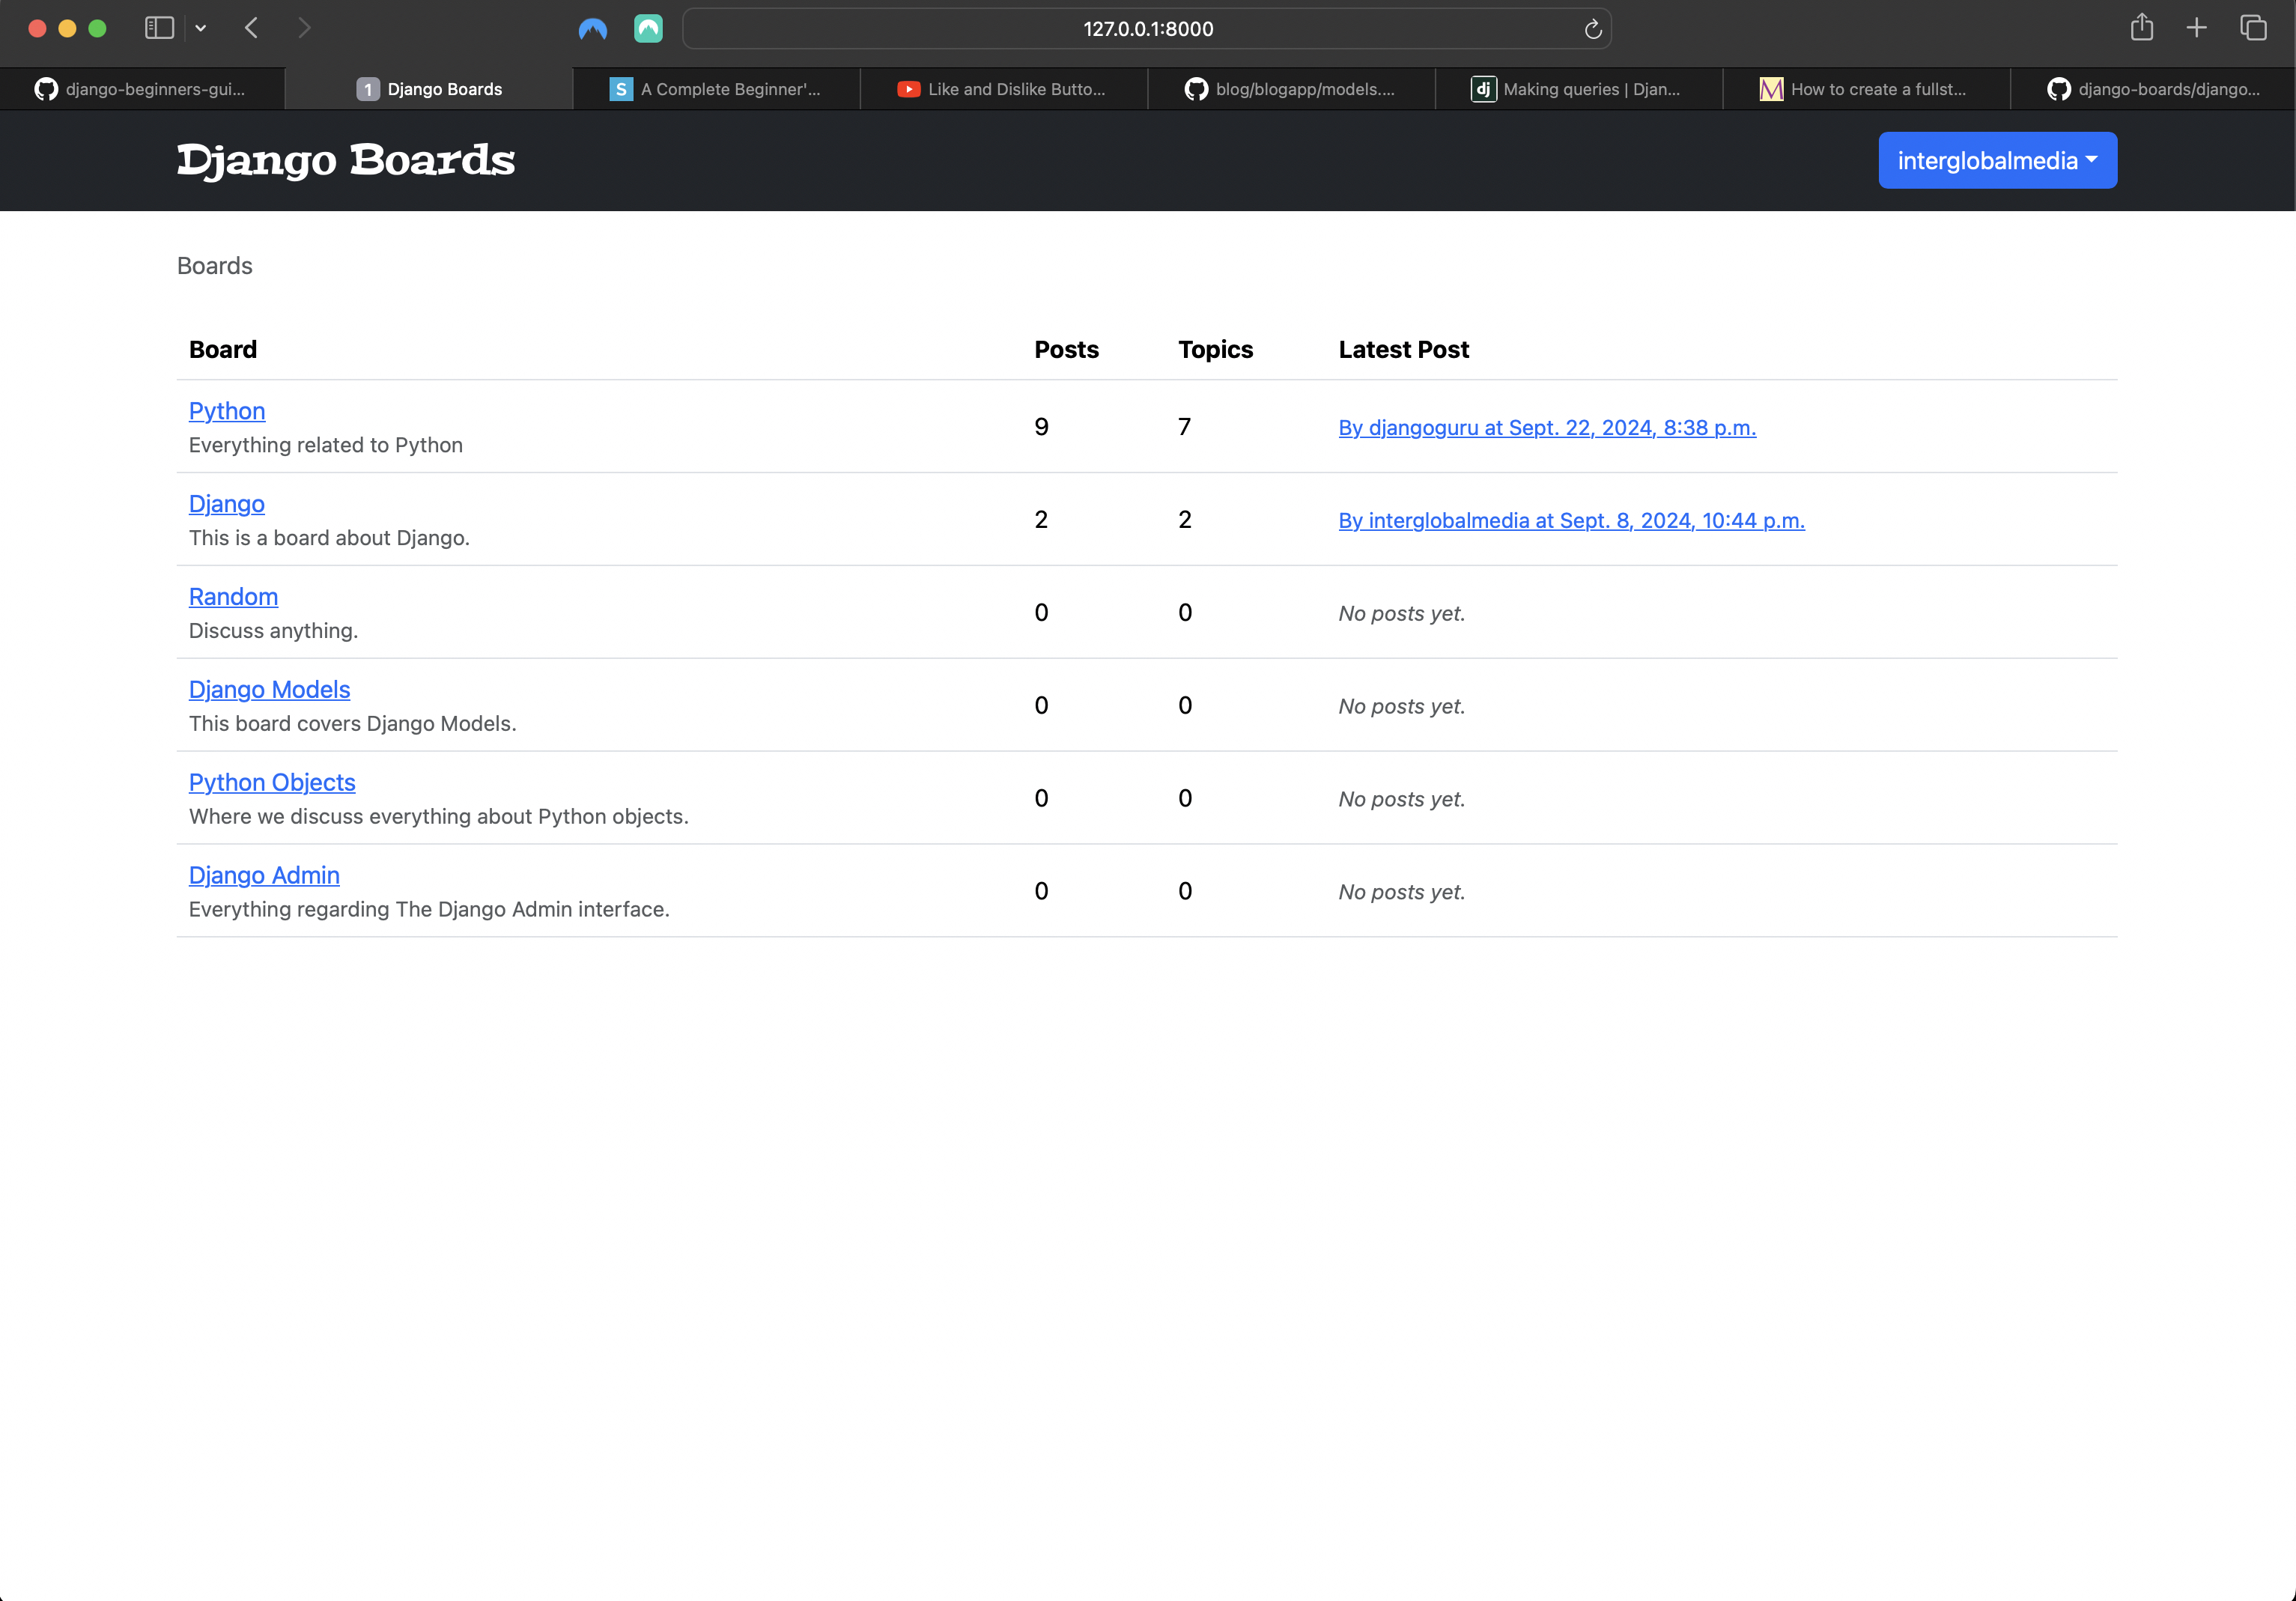 127.0.0.1:8000
django-beginners-gui... 1 Django Boards S A Complete Beginner'... Like and Dislike Butto... blog/blogapp/models.... dj Making queries | Djan... M How to create a fullst... django-boards/django...
Django Boards interglobalmedia
Boards
Board Posts Topics Latest Post
Python
Everything related to Python
9 7 By djangoguru at Sept. 22, 2024, 8:38 p.m.
Django
This is a board about Django.
2 2 By interglobalmedia at Sept. 8, 2024, 10:44 p.m.
Random
Discuss anything.
0 0 No posts yet.
Django Models
This board covers Django Models.
0 0 No posts yet.
Python Objects
Where we discuss everything about Python objects.
0 0 No posts yet.
Django Admin
Everything regarding The Django Admin interface.
0 0 No posts yet.